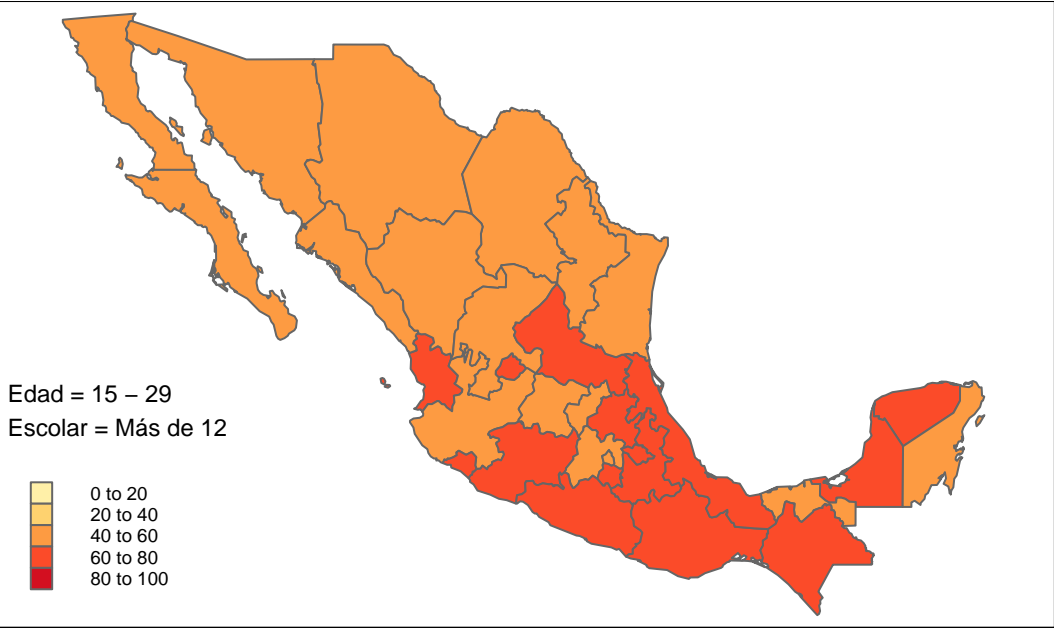 Edad = 15 – 29
Escolar = Más de 12
0 to 20
20 to 40
40 to 60
60 to 80
80 to 100